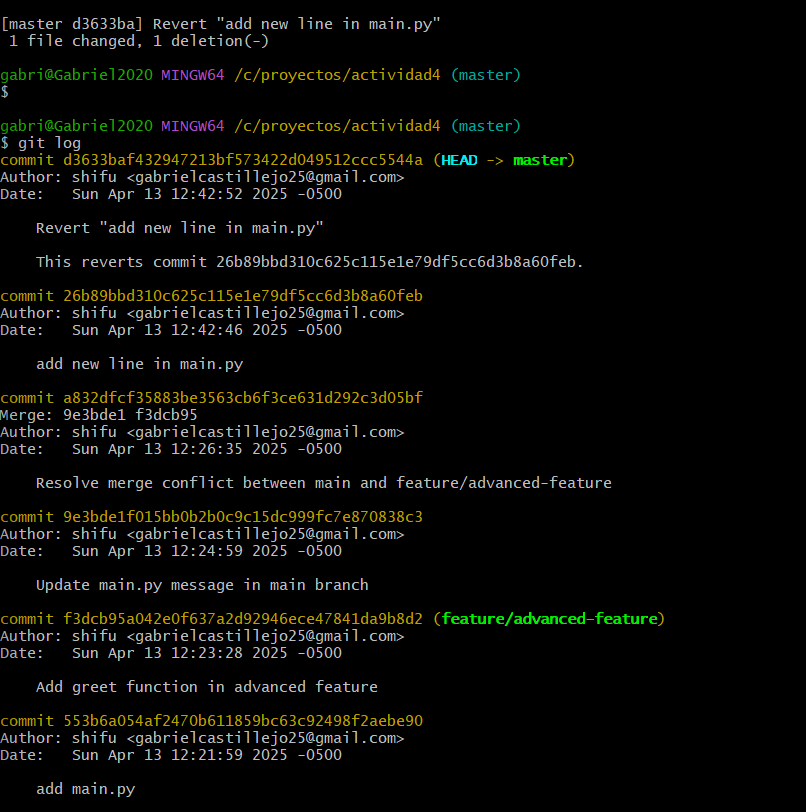 [master d3633ba] Revert "add new line in main.py"
 1 file changed, 1 deletion(-)
gabri@Gabriel2020 MINGW64 /c/proyectos/actividad4 (master)
$
gabri@Gabriel2020 MINGW64 /c/proyectos/actividad4 (master)
$ git log
commit d3633baf432947213bf573422d049512ccc5544a (HEAD -> master)
Author: shifu <gabrielcastillejo25@gmail.com>
Date:   Sun Apr 13 12:42:52 2025 -0500
    Revert "add new line in main.py"
    This reverts commit 26b89bbd310c625c115e1e79df5cc6d3b8a60feb.
commit 26b89bbd310c625c115e1e79df5cc6d3b8a60feb
Author: shifu <gabrielcastillejo25@gmail.com>
Date:   Sun Apr 13 12:42:46 2025 -0500
    add new line in main.py
commit a832dfcf35883be3563cb6f3ce631d292c3d05bf
Merge: 9e3bde1 f3dcb95
Author: shifu <gabrielcastillejo25@gmail.com>
Date:   Sun Apr 13 12:26:35 2025 -0500
    Resolve merge conflict between main and feature/advanced-feature
commit 9e3bde1f015bb0b2b0c9c15dc999fc7e870838c3
Author: shifu <gabrielcastillejo25@gmail.com>
Date:   Sun Apr 13 12:24:59 2025 -0500
    Update main.py message in main branch
commit f3dcb95a042e0f637a2d92946ece47841da9b8d2 (feature/advanced-feature)
Author: shifu <gabrielcastillejo25@gmail.com>
Date:   Sun Apr 13 12:23:28 2025 -0500
    Add greet function in advanced feature
commit 553b6a054af2470b611859bc63c92498f2aebe90
Author: shifu <gabrielcastillejo25@gmail.com>
Date:   Sun Apr 13 12:21:59 2025 -0500
    add main.py